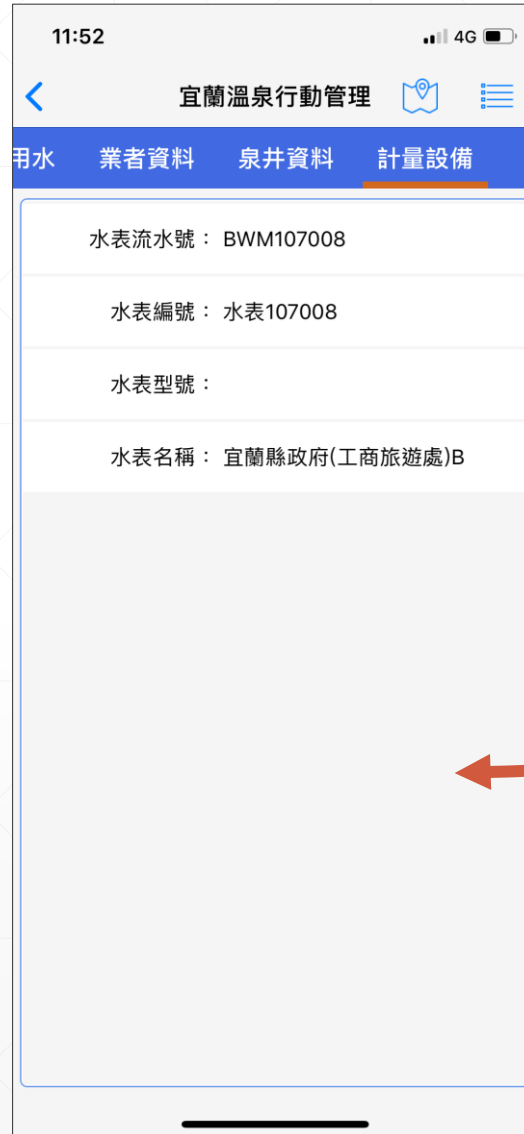 11:52 4G
宜蘭溫泉行動管理
用水 業者資料 泉井資料 計量設備
水表流水號： BWM107008
水表編號： 水表107008
水表型號：
水表名稱： 宜蘭縣政府(工商旅遊處)B